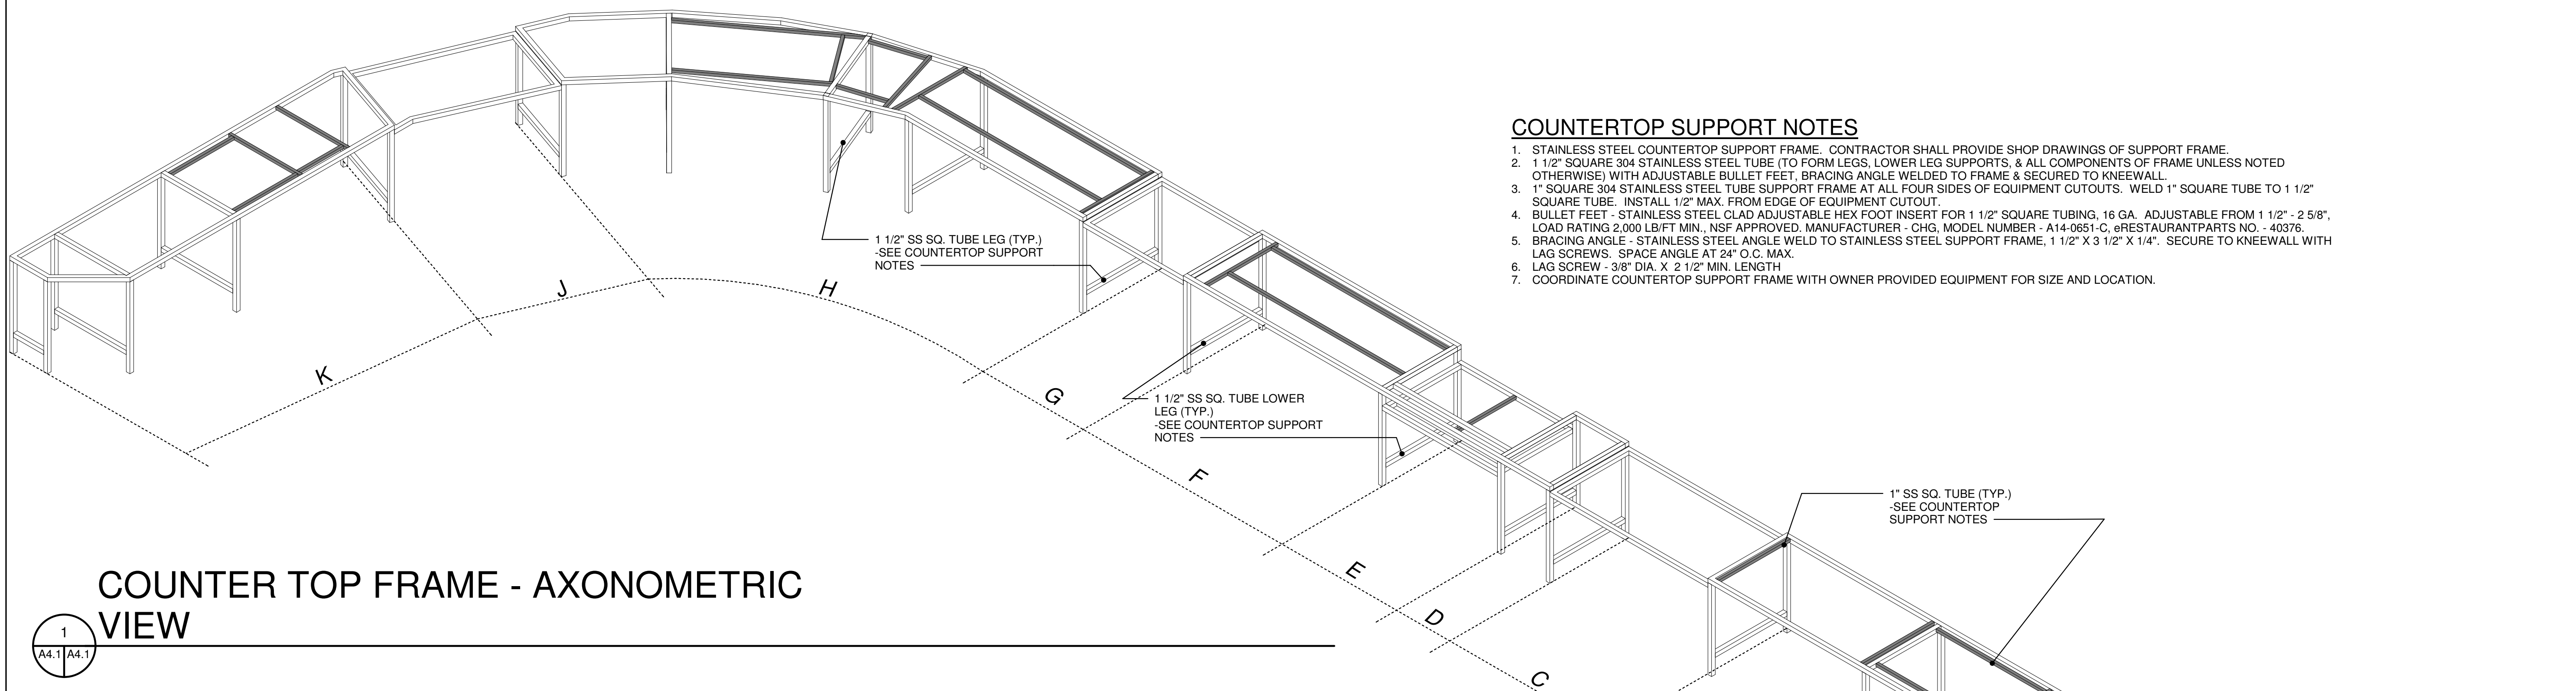 COUNTERTOP SUPPORT NOTES
1. STAINLESS STEEL COUNTERTOP SUPPORT FRAME. CONTRACTOR SHALL PROVIDE SHOP DRAWINGS OF SUPPORT FRAME.
2. 1 1/2" SQUARE 304 STAINLESS STEEL TUBE (TO FORM LEGS, LOWER LEG SUPPORTS, & ALL COMPONENTS OF FRAME UNLESS NOTED
OTHERWISE) WITH ADJUSTABLE BULLET FEET, BRACING ANGLE WELDED TO FRAME & SECURED TO KNEEWALL.
3. 1" SQUARE 304 STAINLESS STEEL TUBE SUPPORT FRAME AT ALL FOUR SIDES OF EQUIPMENT CUTOUTS. WELD 1" SQUARE TUBE TO 1 1/2"
SQUARE TUBE. INSTALL 1/2" MAX. FROM EDGE OF EQUIPMENT CUTOUT.
4. BULLET FEET - STAINLESS STEEL CLAD ADJUSTABLE HEX FOOT INSERT FOR 1 1/2" SQUARE TUBING, 16 GA. ADJUSTABLE FROM 1 1/2" - 2 5/8",
LOAD RATING 2,000 LB/FT MIN., NSF APPROVED. MANUFACTURER - CHG, MODEL NUMBER - A14-0651-C, eRESTAURANTPARTS NO. - 40376.
5. BRACING ANGLE - STAINLESS STEEL ANGLE WELD TO STAINLESS STEEL SUPPORT FRAME, 1 1/2" X 3 1/2" X 1/4". SECURE TO KNEEWALL WITH
LAG SCREWS. SPACE ANGLE AT 24" O.C. MAX.
6. LAG SCREW - 3/8" DIA. X 2 1/2" MIN. LENGTH
7. COORDINATE COUNTERTOP SUPPORT FRAME WITH OWNER PROVIDED EQUIPMENT FOR SIZE AND LOCATION.
1 1/2" SS SQ. TUBE LEG (TYP.)
-SEE COUNTERTOP SUPPORT
NOTES
K
J
H
G
F
E
D
C
1 1/2" SS SQ. TUBE LOWER
LEG (TYP.)
-SEE COUNTERTOP SUPPORT
NOTES
1" SS SQ. TUBE (TYP.)
-SEE COUNTERTOP
SUPPORT NOTES
COUNTER TOP FRAME - AXONOMETRIC
VIEW
1
A4.1 A4.1